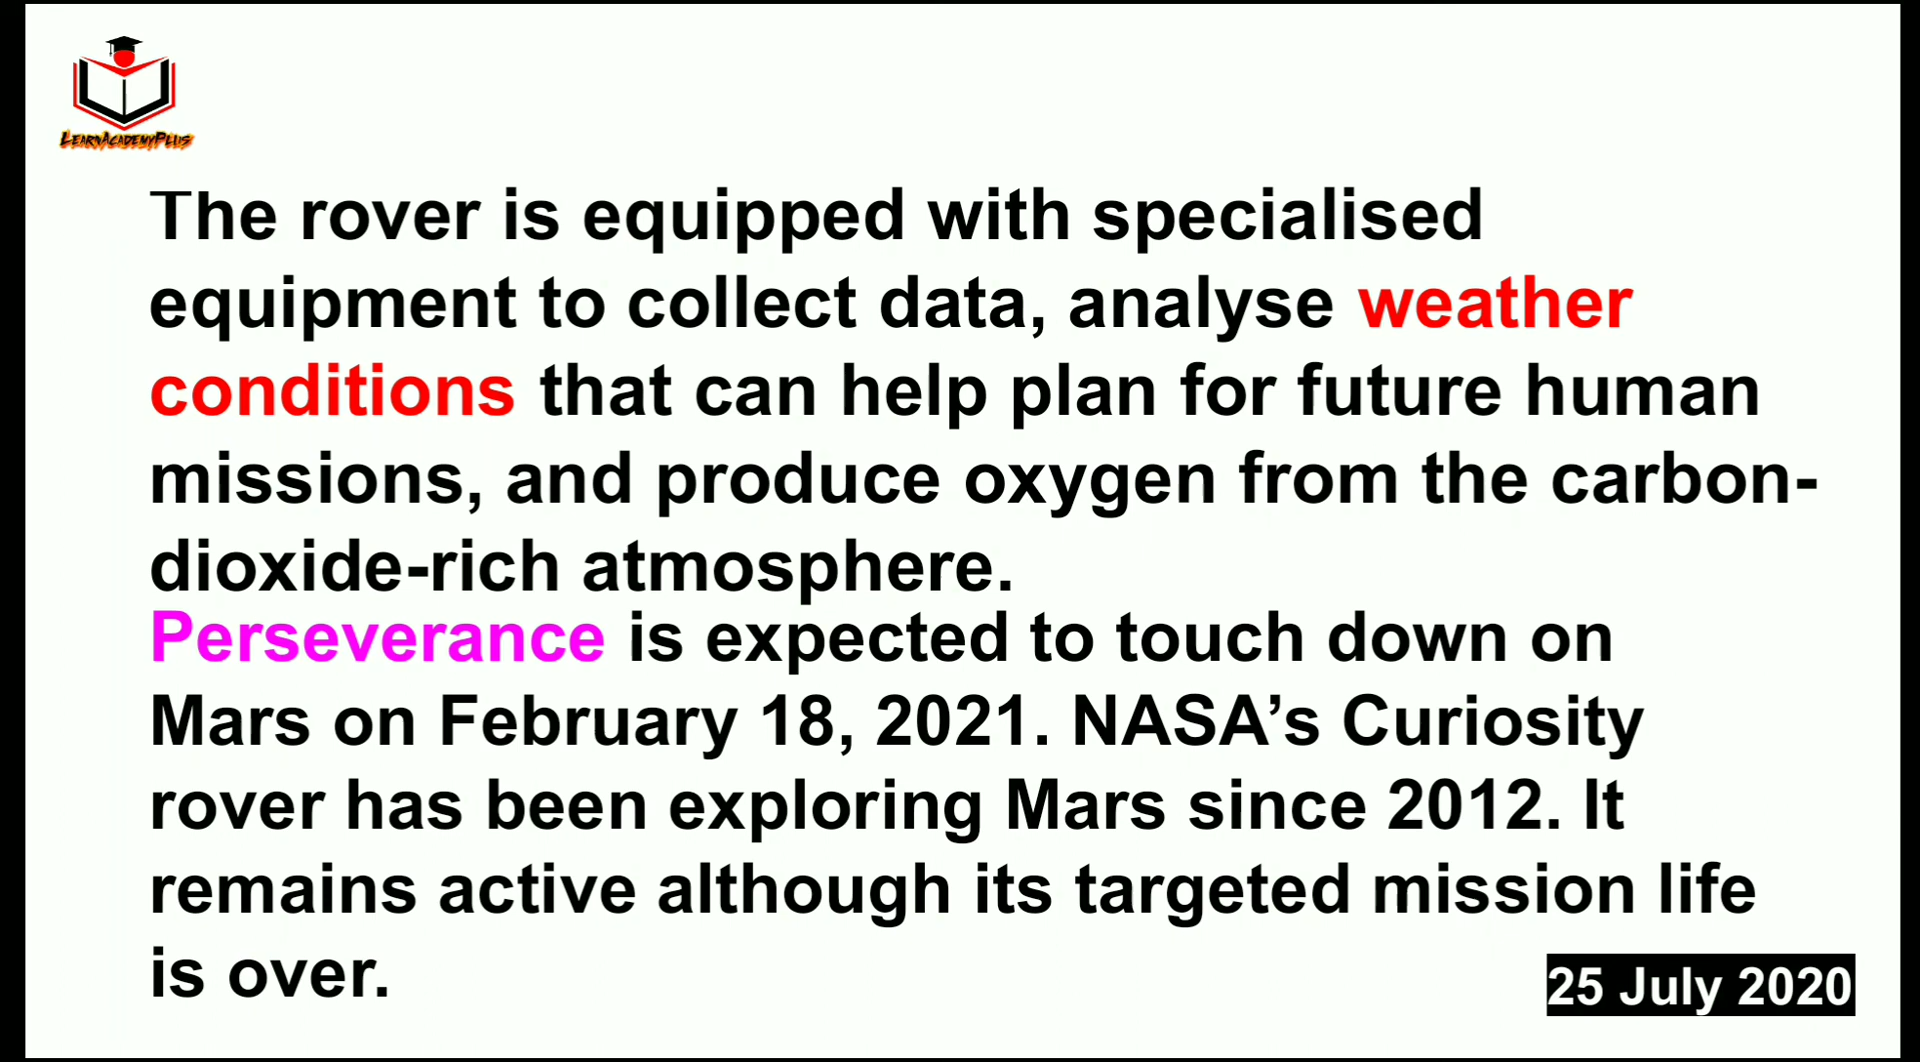 LearnAcademyPlus
The rover is equipped with specialised
equipment to collect data, analyse weather
conditions that can help plan for future human
missions, and produce oxygen from the carbon-
dioxide-rich atmosphere.
Perseverance is expected to touch down on
Mars on February 18, 2021. NASA’s Curiosity
rover has been exploring Mars since 2012. It
remains active although its targeted mission life
is over.
25 July 2020